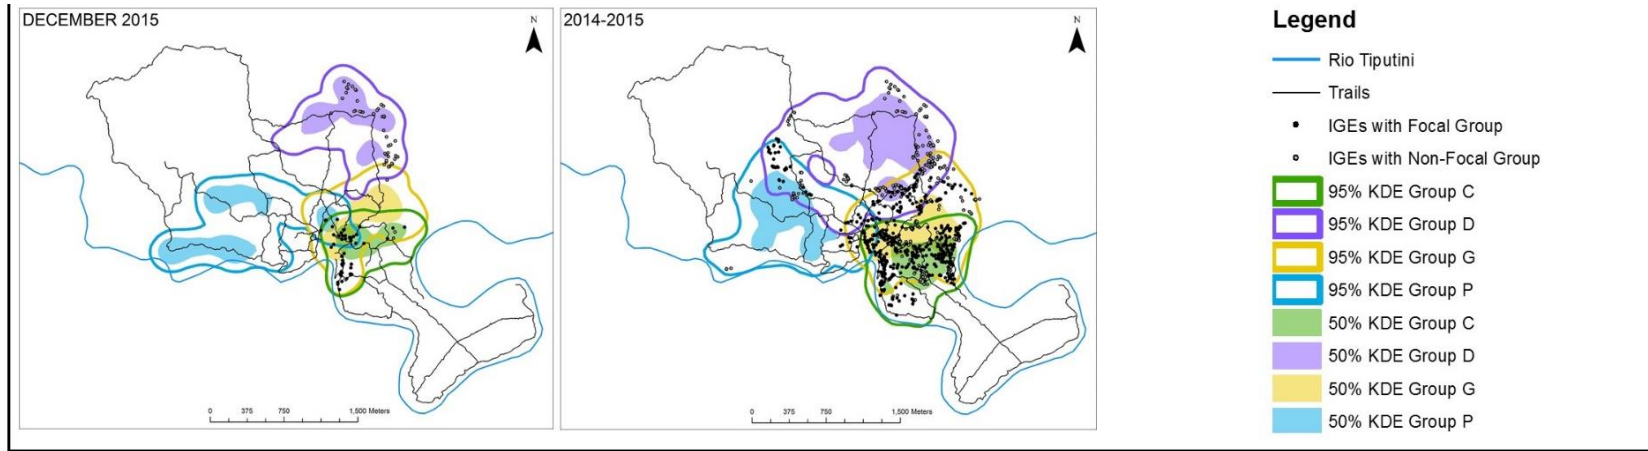 DECEMBER 2015
N
0 375 750 1,500 Meters
2014-2015
N
0 375 750 1,500 Meters
Legend
Rio Tiputini
Trails
IGEs with Focal Group
IGEs with Non-Focal Group
95% KDE Group C
95% KDE Group D
95% KDE Group G
95% KDE Group P
50% KDE Group C
50% KDE Group D
50% KDE Group G
50% KDE Group P